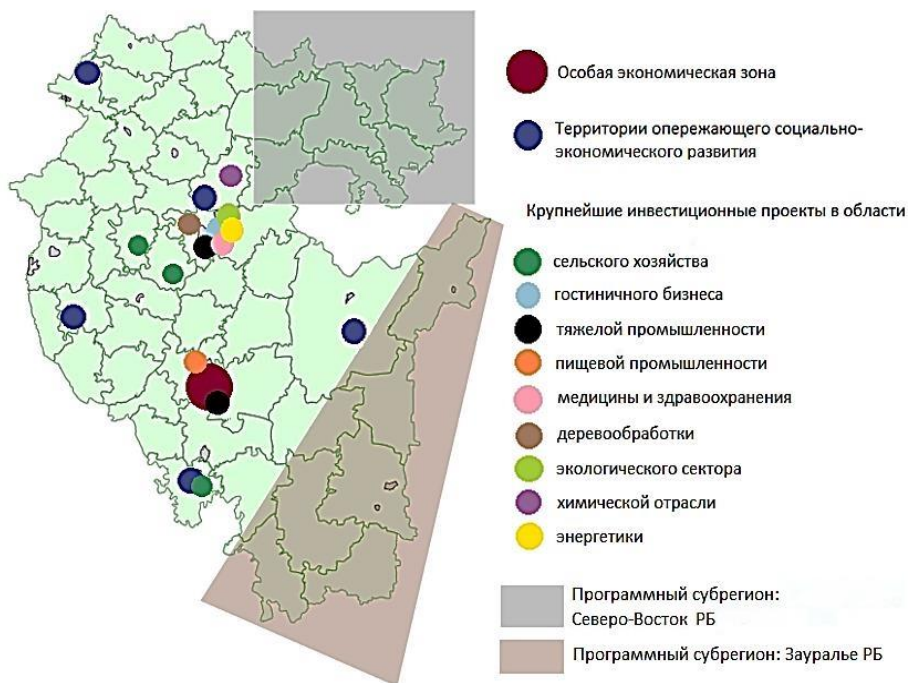 Особая экономическая зона
Территории опережающего социально-
экономического развития
Крупнейшие инвестиционные проекты в области
сельского хозяйства
гостиничного бизнеса
тяжелой промышленности
пищевой промышленности
медицины и здравоохранения
деревообработки
экологического сектора
химической отрасли
энергетики
Программный субрегион:
Северо-Восток РБ
Программный субрегион: Зауралье РБ